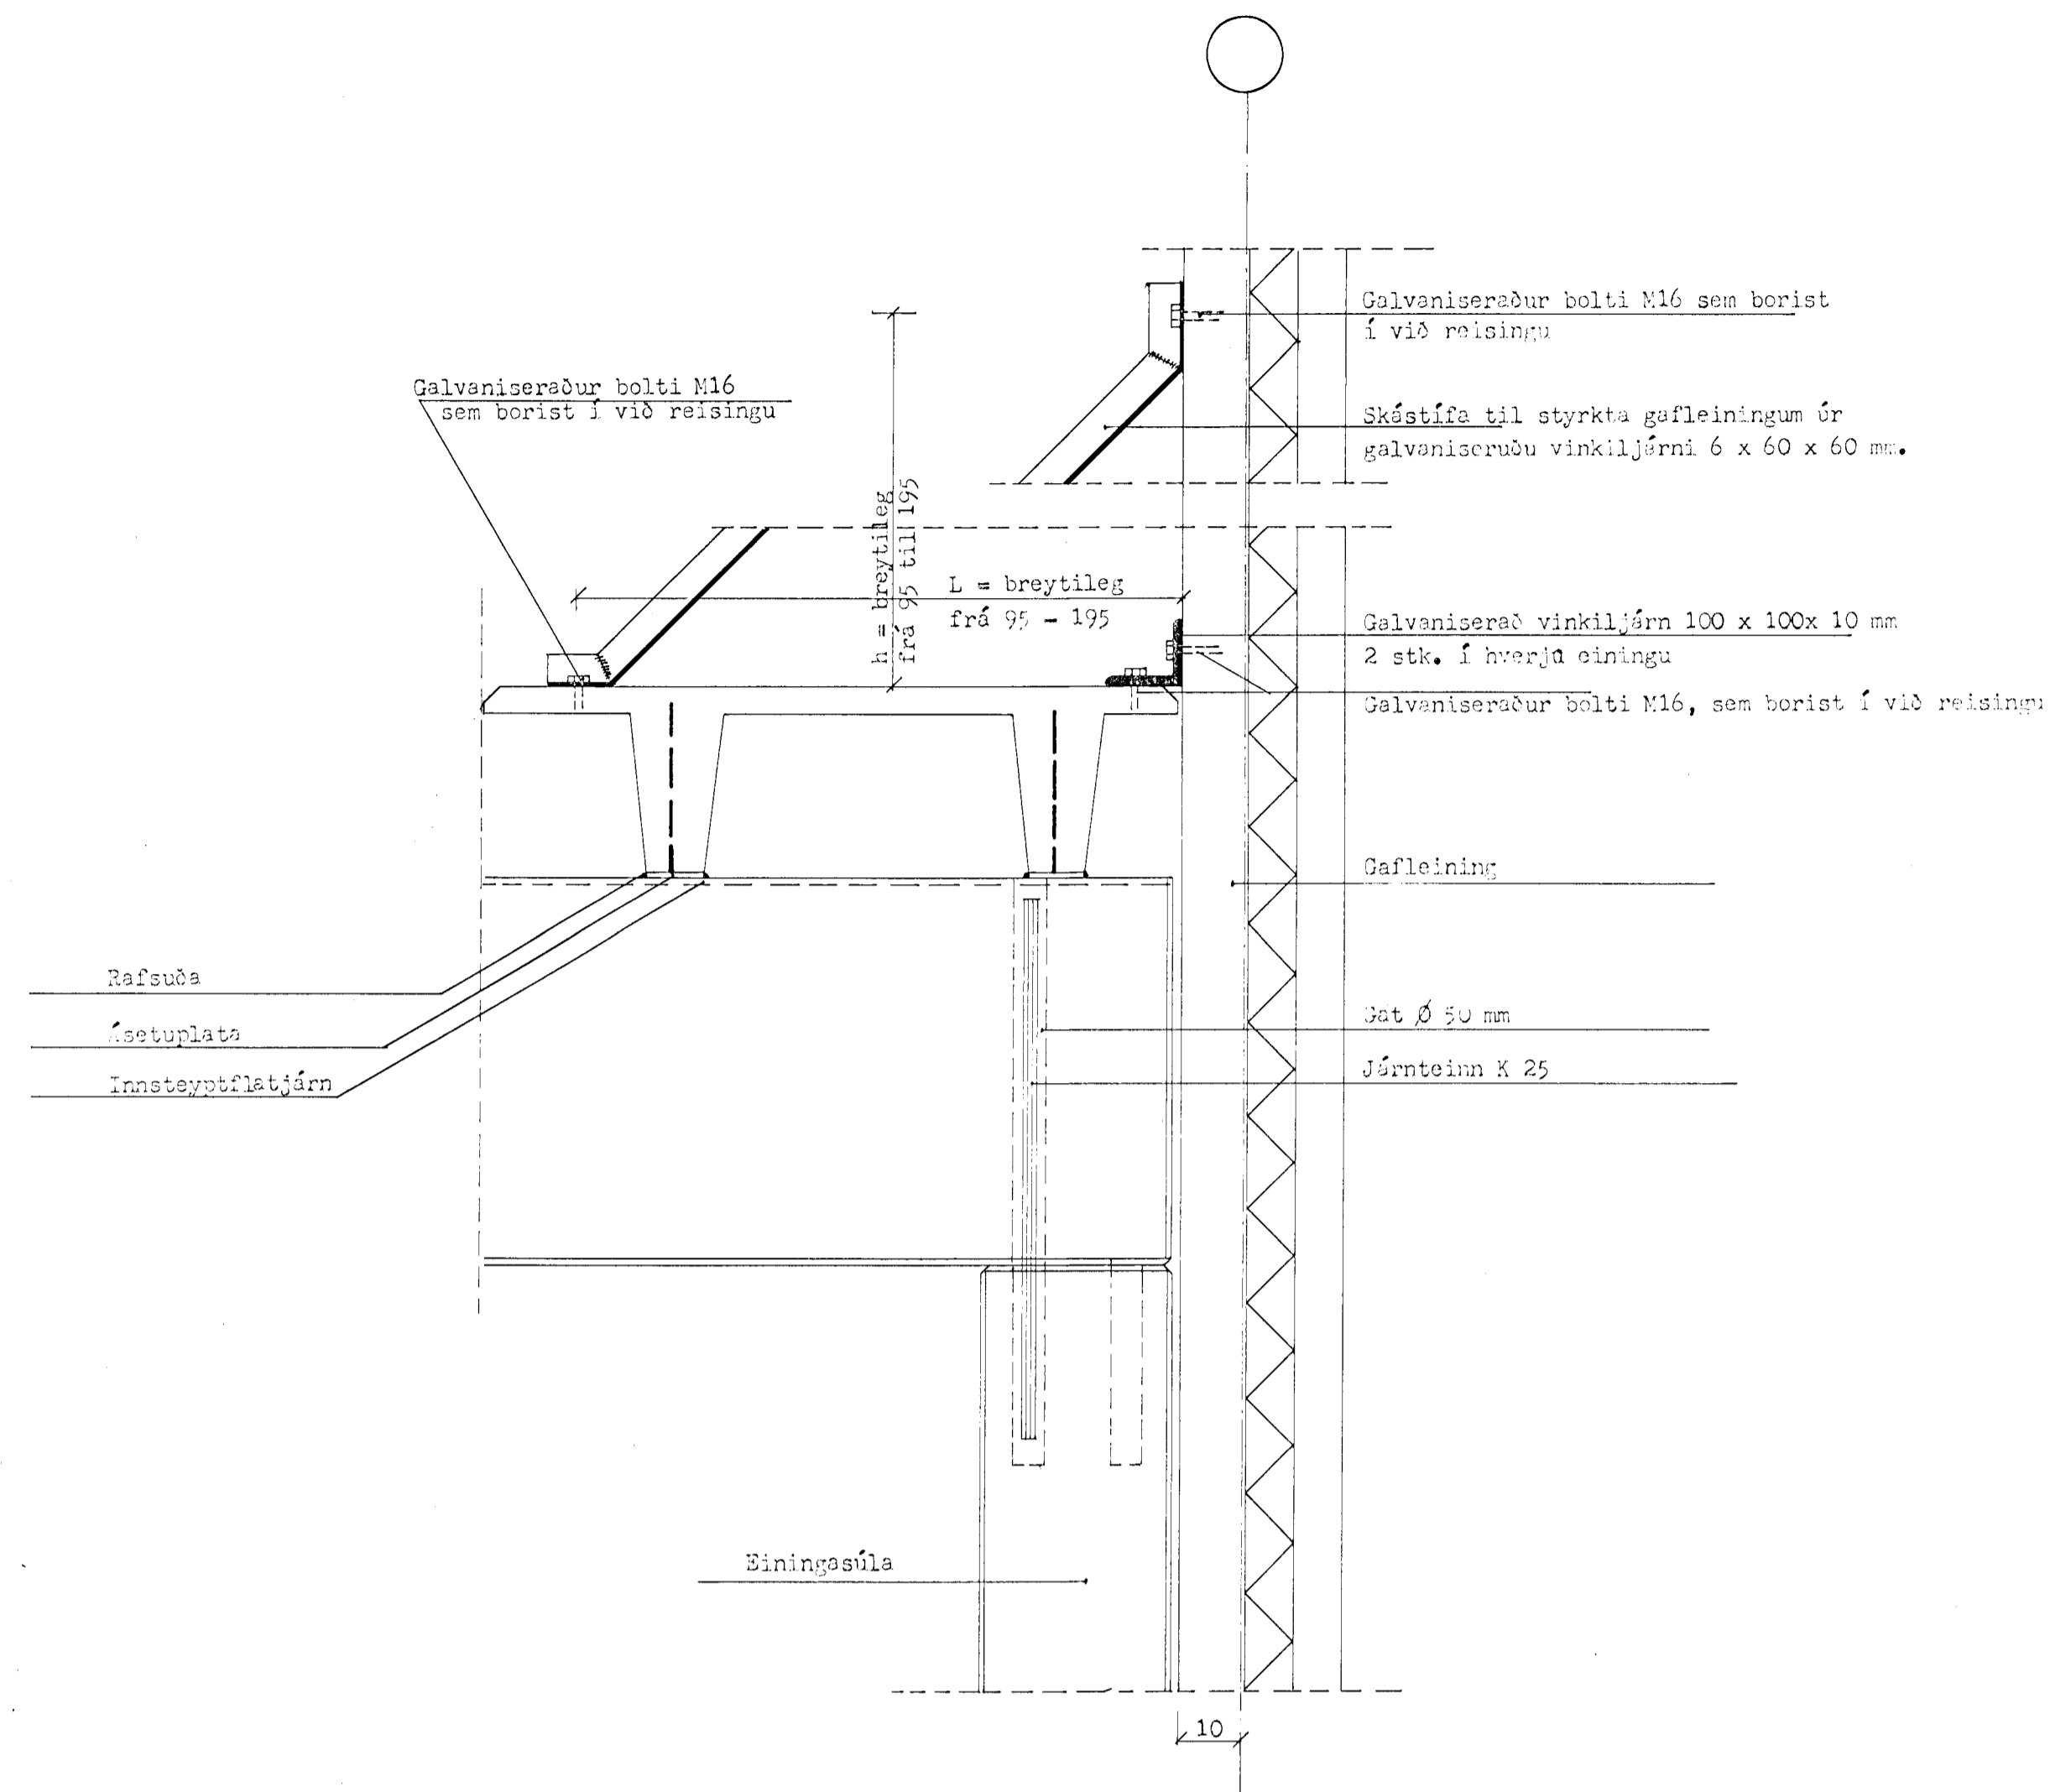 Galvaniseraður bolti M16 sem borist
í við reisingu
Galvaniseraður bolti M16
sem borist í við reisingu
Skástífa til styrkta gafleiningum úr
galvaniseruðu vinkiljárni 6 x 60 x 60 mm.
h = breytileg
frá 95 til 195
L = breytileg
frá 95 - 195
Galvaniserað vinkiljárn 100 x 100x 10 mm
2 stk. í hverju einingu
Galvaniseraður bolti M16, sem borist í við reisingu
Gafleining
Rafsuða
Ásetuplata
Innsteyptflatjárn
Gat Ø 50 mm
Járnteinn K 25
Einingasúla
10